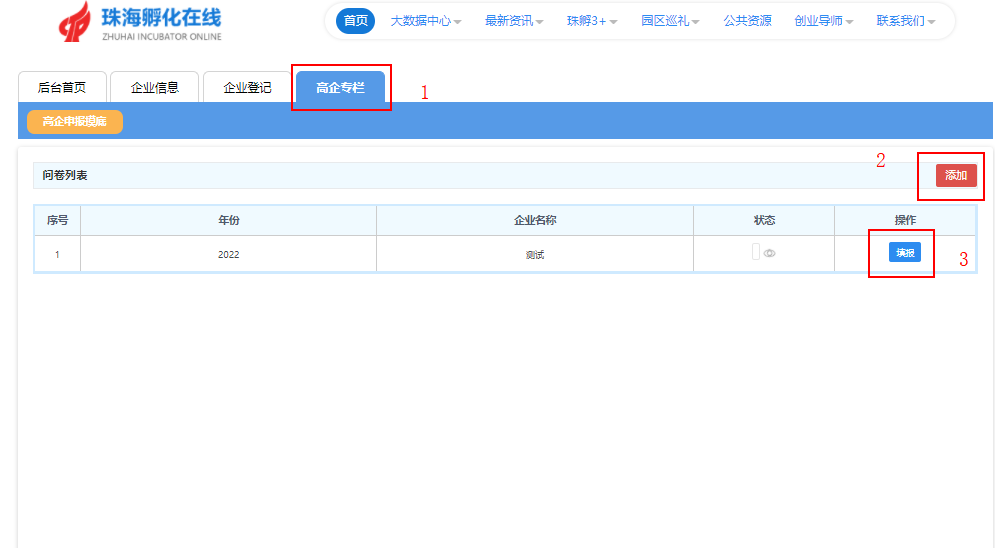 珠海孵化在线
ZHUHAI INCUBATOR ONLINE
首页 大数据中心 最新资讯 珠孵3+ 园区巡礼 公共资源 创业导师 联系我们
后台首页 企业信息 企业登记 高企专栏 1
高企申报摸底
2
问卷列表 添加
序号 年份 企业名称 状态 操作
1 2022 测试 填报
3